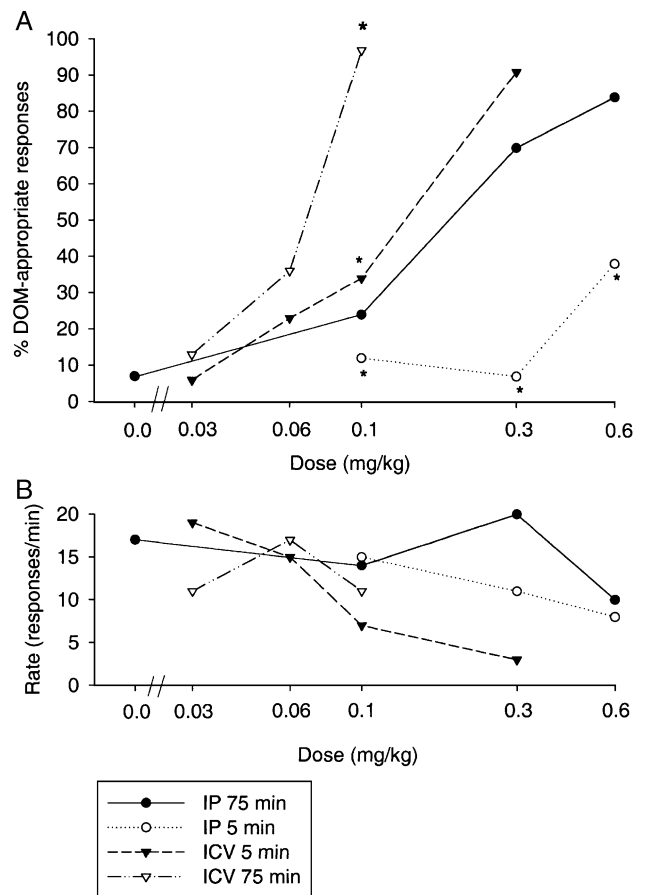 A
% DOM-appropriate responses
100
90
80
70
60
50
40
30
20
10
0
*
*
*
*
*
0.0 0.03 0.06 0.1 0.3 0.6
Dose (mg/kg)
B
Rate (responses/min)
20
15
10
5
0
0.0 0.03 0.06 0.1 0.3 0.6
Dose (mg/kg)
IP 75 min
IP 5 min
ICV 5 min
ICV 75 min